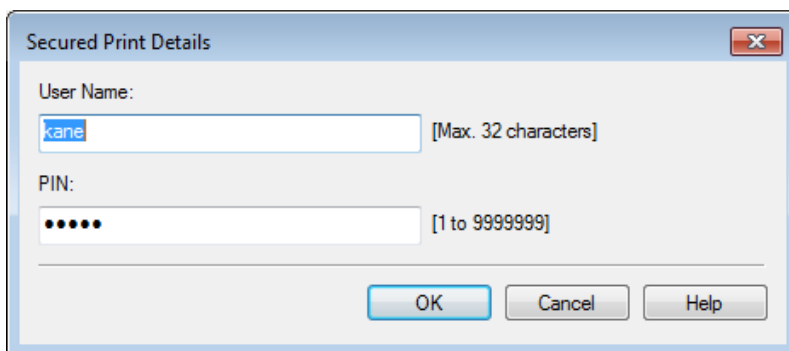 Secured Print Details
User Name:
kane [Max. 32 characters]
PIN:
••••• [1 to 9999999]
OK Cancel Help